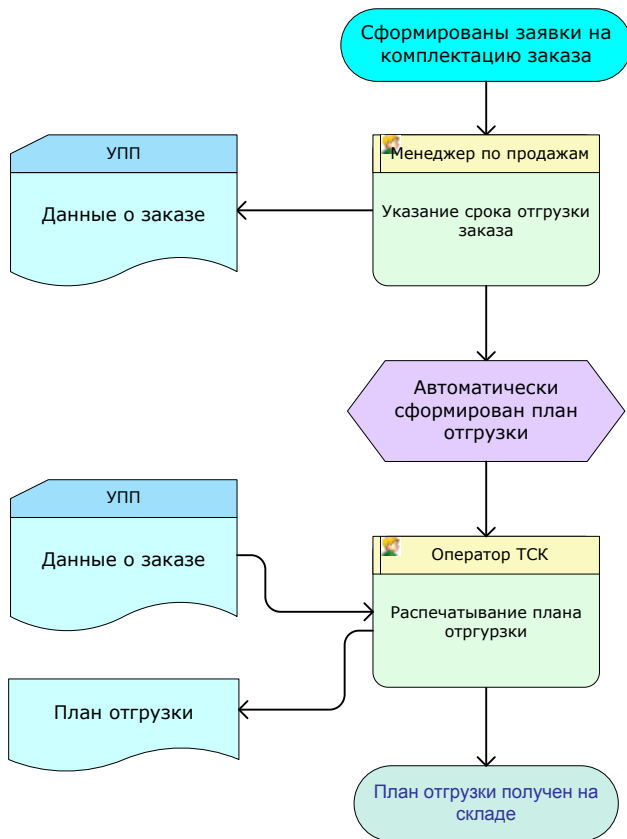 Сформированы заявки на
комплектацию заказа
УПП
Данные о заказе
Менеджер по продажам
Указание срока отгрузки
заказа
Автоматически
сформирован план
отгрузки
УПП
Данные о заказе
Оператор ТСК
Распечатывание плана
отргурзки
План отгрузки
План отгрузки получен на
складе